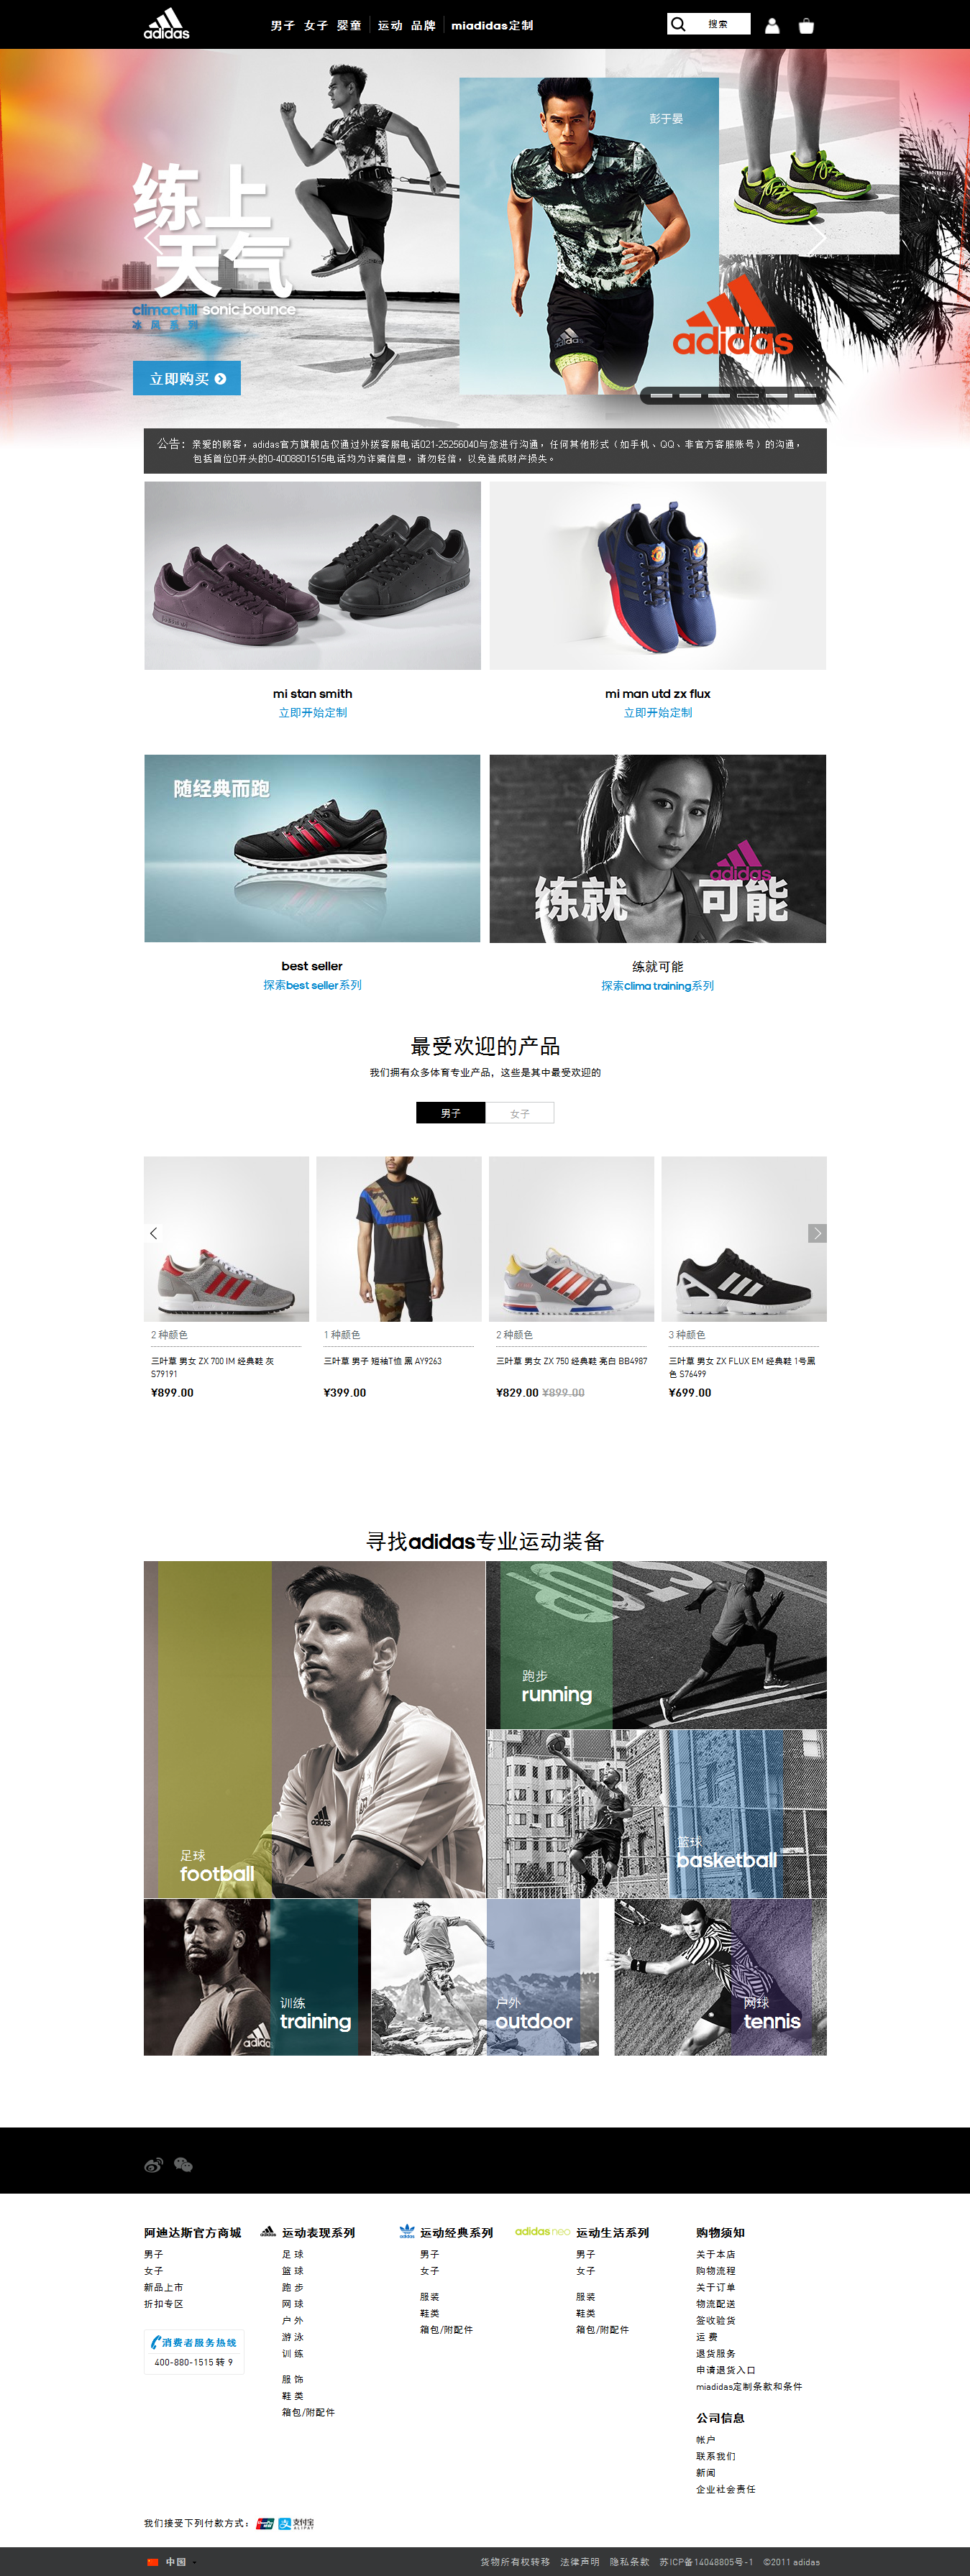 adidas
男子 女子 婴童 运动 品牌 miadidas定制
搜索
彭于晏
练上
天气
climachill sonic bounce
冰风系列
立即购买
adidas
adidas
公告：亲爱的顾客，adidas官方旗舰店仅通过外拨客服电话021-25256040与您进行沟通，任何其他形式（如手机、QQ、非官方客服账号）的沟通，
包括首位0开头的0-4008801515电话均为诈骗信息，请勿轻信，以免造成财产损失。
mi stan smith
立即开始定制
mi man utd zx flux
立即开始定制
随经典而跑
adidas
练就 可能
best seller
探索best seller系列
练就可能
探索clima training系列
最受欢迎的产品
我们拥有众多体育专业产品，这些是其中最受欢迎的
男子 女子
2 种颜色
三叶草 男女 ZX 700 IM 经典鞋 灰
S79191
¥899.00
1 种颜色
三叶草 男子 短袖T恤 黑 AY9263
¥399.00
2 种颜色
三叶草 男女 ZX 750 经典鞋 亮白 BB4987
¥829.00 ¥899.00
3 种颜色
三叶草 男女 ZX FLUX EM 经典鞋 1号黑
色 S76499
¥699.00
寻找adidas专业运动装备
adidas
足球
football
跑步
running
篮球
basketball
adidas
训练
training
户外
outdoor
网球
tennis
阿迪达斯官方商城
男子
女子
新品上市
折扣专区
消费者服务热线
400-880-1515 转 9
运动表现系列
足 球
篮 球
跑 步
网 球
户 外
游 泳
训 练
服 饰
鞋 类
箱包/附配件
adidas
运动经典系列
男子
女子
服装
鞋类
箱包/附配件
adidas neo
运动生活系列
男子
女子
服装
鞋类
箱包/附配件
购物须知
关于本店
购物流程
关于订单
物流配送
签收验货
运 费
退货服务
申请退货入口
miadidas定制条款和条件
公司信息
帐户
联系我们
新闻
企业社会责任
我们接受下列付款方式：
支付宝
ALIPAY
中国
货物所有权转移 法律声明 隐私条款 苏ICP备14048805号-1 ©2011 adidas